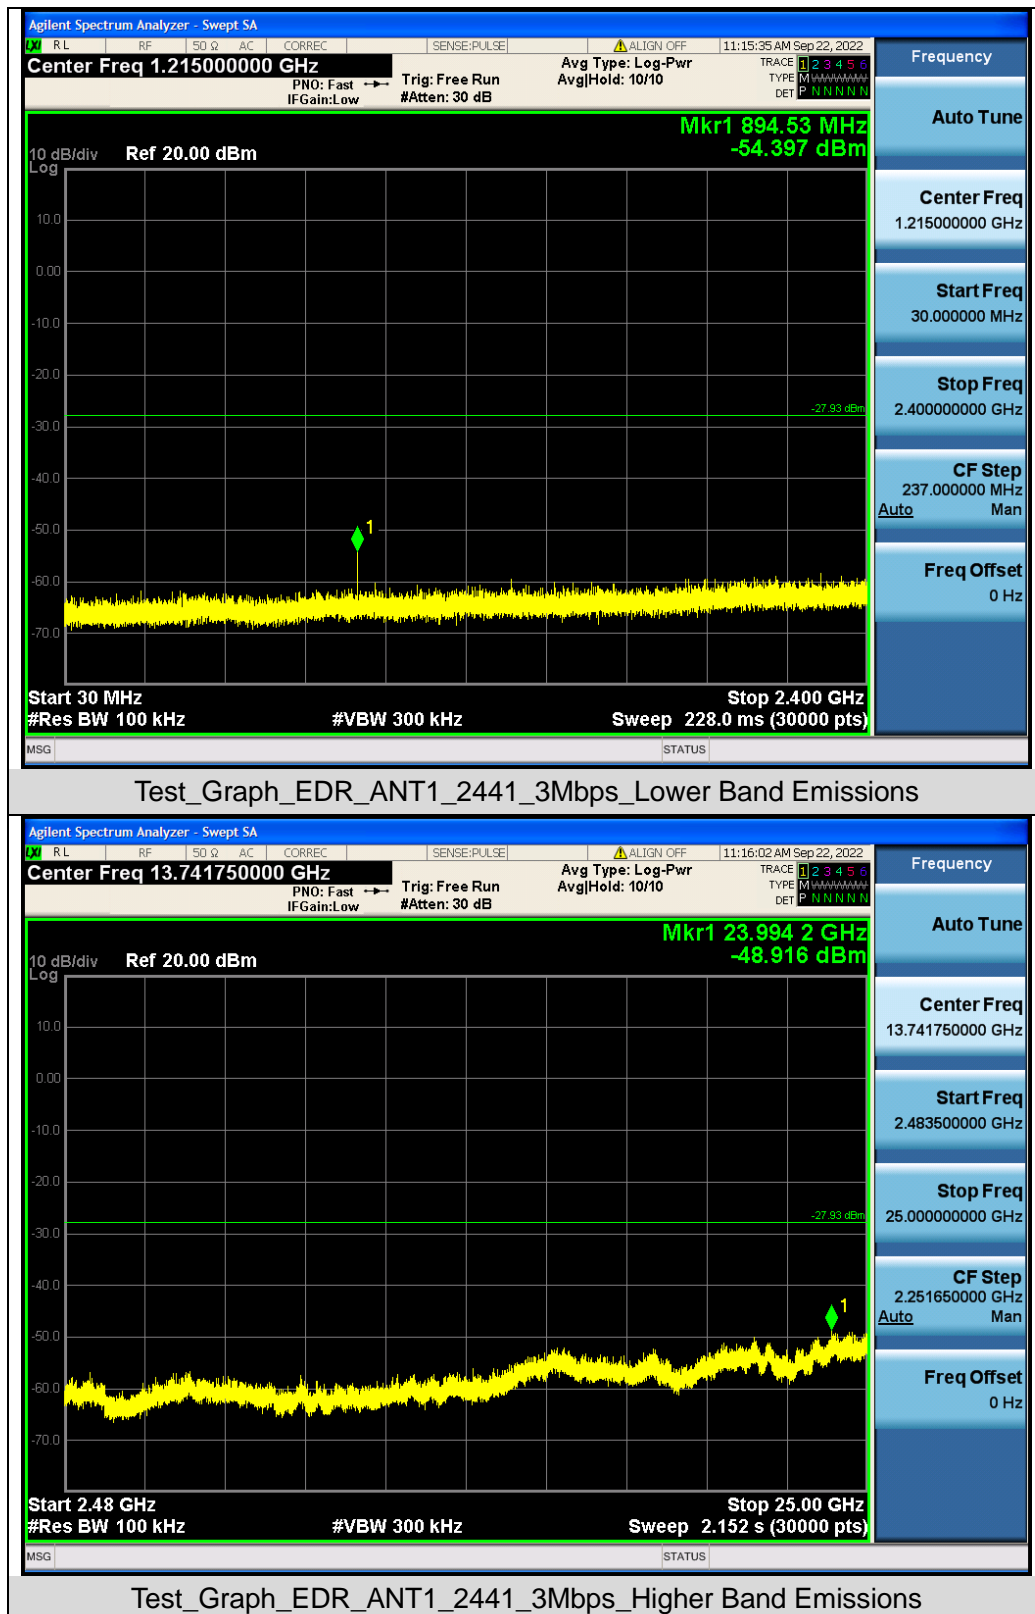 Agilent Spectrum Analyzer - Swept SA
LXI RL RF 50 Ω AC CORREC SENSE:PULSE ALIGN OFF 11:15:35 AM Sep 22, 2022
Center Freq 1.215000000 GHz
PNO: Fast
IFGain:Low
Trig: Free Run
#Atten: 30 dB
Avg Type: Log-Pwr
Avg|Hold: 10/10
TRACE 1 2 3 4 5 6
TYPE M
DET P N N N N N
Mkr1 894.53 MHz
-54.397 dBm
10 dB/div
Log
Ref 20.00 dBm
10.0
0.00
-10.0
-20.0
-27.93 dBm
-30.0
-40.0
-50.0
1
-60.0
-70.0
Start 30 MHz
Stop 2.400 GHz
#Res BW 100 kHz
#VBW 300 kHz
Sweep 228.0 ms (30000 pts)
MSG
STATUS
Frequency
Auto Tune
Center Freq
1.215000000 GHz
Start Freq
30.000000 MHz
Stop Freq
2.400000000 GHz
CF Step
237.000000 MHz
Auto Man
Freq Offset
0 Hz
Test_Graph_EDR_ANT1_2441_3Mbps_Lower Band Emissions
Agilent Spectrum Analyzer - Swept SA
LXI RL RF 50 Ω AC CORREC SENSE:PULSE ALIGN OFF 11:16:02 AM Sep 22, 2022
Center Freq 13.741750000 GHz
PNO: Fast
IFGain:Low
Trig: Free Run
#Atten: 30 dB
Avg Type: Log-Pwr
Avg|Hold: 10/10
TRACE 1 2 3 4 5 6
TYPE M
DET P N N N N N
Mkr1 23.994 2 GHz
-48.916 dBm
10 dB/div
Log
Ref 20.00 dBm
10.0
0.00
-10.0
-20.0
-27.93 dBm
-30.0
-40.0
1
-50.0
-60.0
-70.0
Start 2.48 GHz
Stop 25.00 GHz
#Res BW 100 kHz
#VBW 300 kHz
Sweep 2.152 s (30000 pts)
MSG
STATUS
Frequency
Auto Tune
Center Freq
13.741750000 GHz
Start Freq
2.483500000 GHz
Stop Freq
25.000000000 GHz
CF Step
2.251650000 GHz
Auto Man
Freq Offset
0 Hz
Test_Graph_EDR_ANT1_2441_3Mbps_Higher Band Emissions